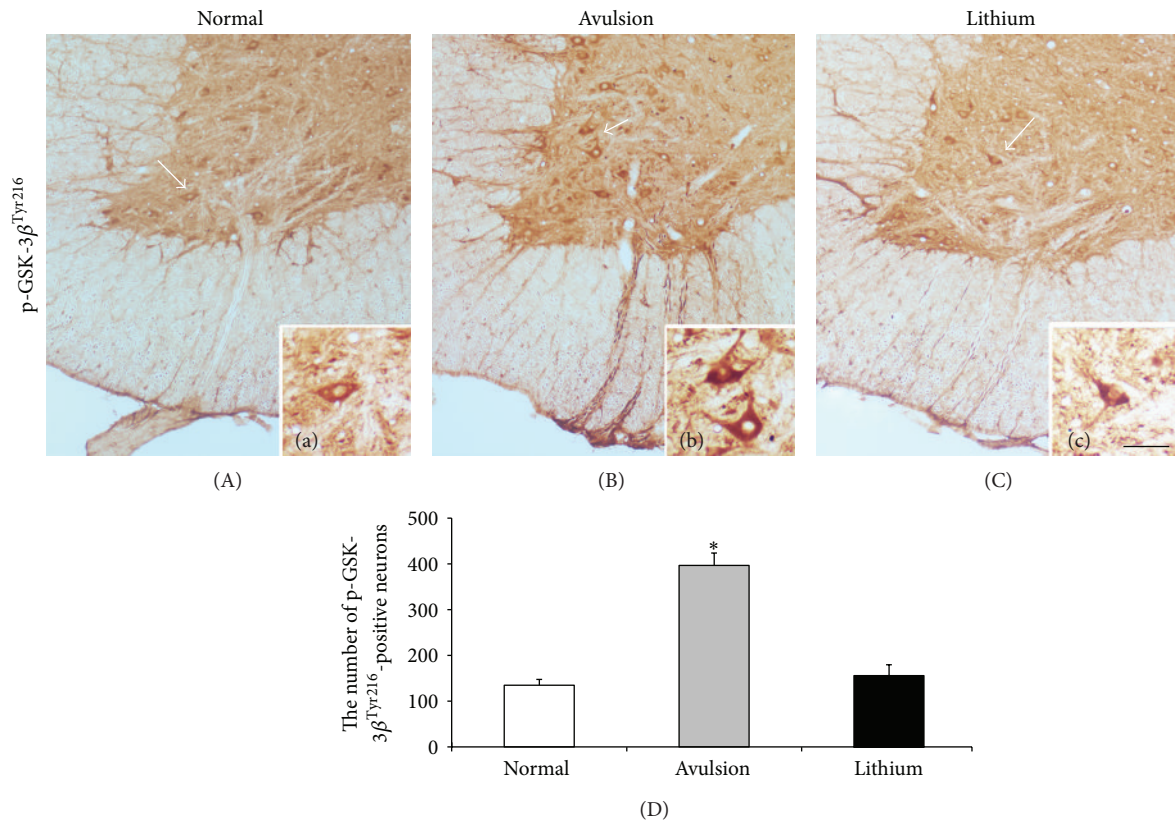 Normal
Avulsion
Lithium
p-GSK-3β^Tyr216
(a)
(b)
(c)
(A)
(B)
(C)
The number of p-GSK-
3β^Tyr216-positive neurons
500
400
300
200
100
0
*
Normal
Avulsion
Lithium
(D)